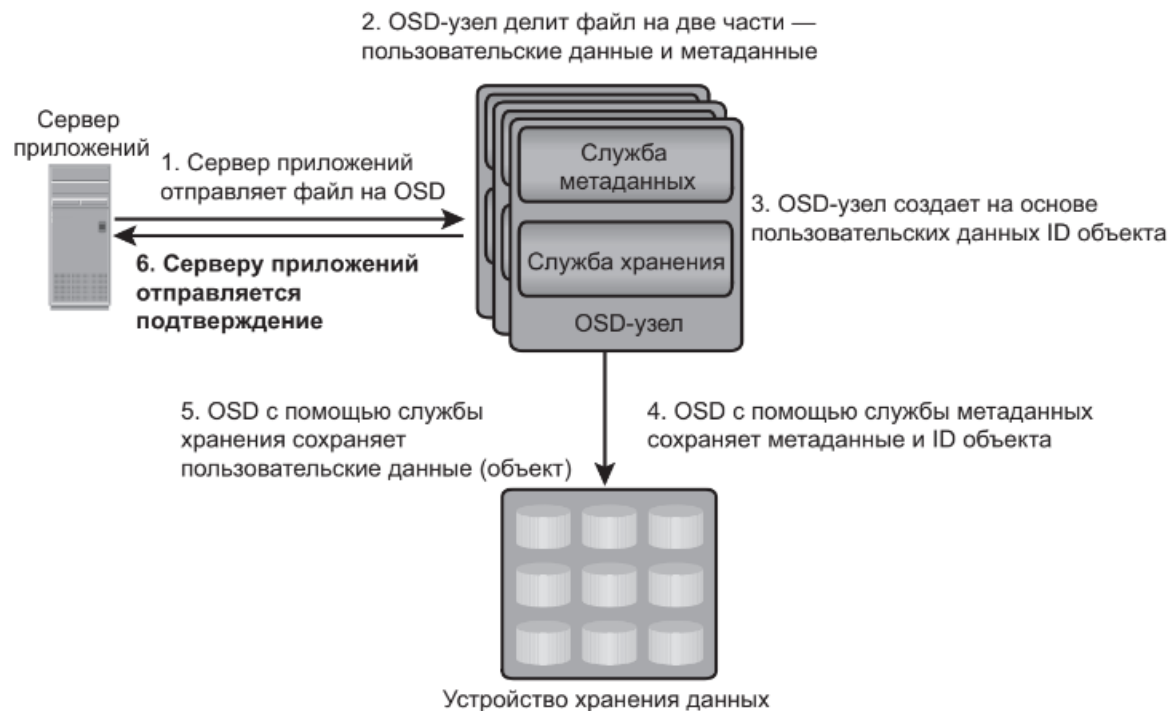 2. OSD-узел делит файл на две части —
пользовательские данные и метаданные
Сервер
приложений
1. Сервер приложений
отправляет файл на OSD
6. Серверу приложений
отправляется
подтверждение
Служба
метаданных
Служба хранения
OSD-узел
3. OSD-узел создает на основе
пользовательских данных ID объекта
5. OSD с помощью службы
хранения сохраняет
пользовательские данные (объект)
4. OSD с помощью службы метаданных
сохраняет метаданные и ID объекта
Устройство хранения данных